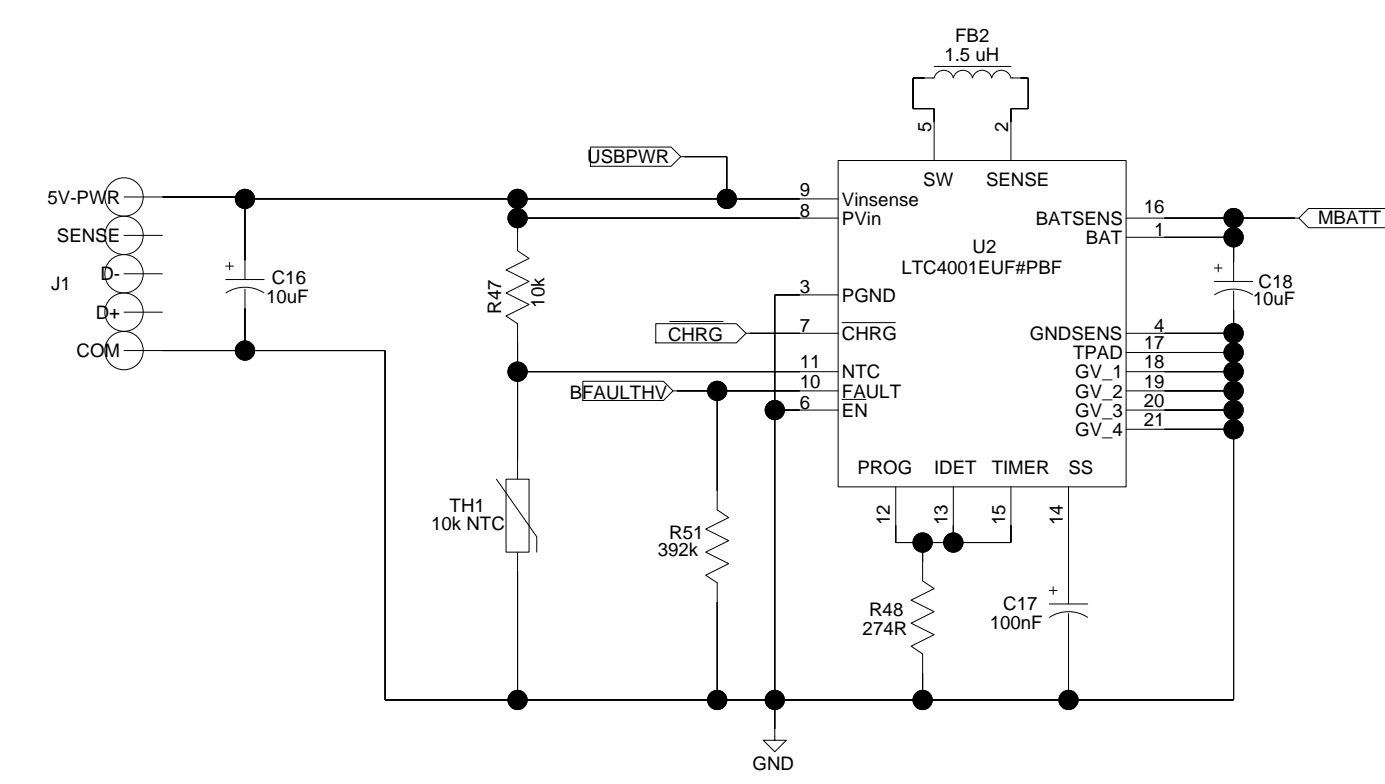 FB2
1.5 uH
5
2
USBPWR
SW
SENSE
5V-PWR
SENSE
D-
D+
COM
J1
+
C16
10uF
R47
10k
9
Vinsense
8
PVin
3
PGND
CHRG
7
CHRG
11
NTC
BFAULTHV
10
FAULT
6
EN
U2
LTC4001EUF#PBF
BATSENS
16
BAT
1
MBATT
+
C18
10uF
GNDSENS
4
TPAD
17
GV_1
18
GV_2
19
GV_3
20
GV_4
21
PROG
IDET
TIMER
SS
12
13
15
14
TH1
10k NTC
R51
392k
R48
274R
+
C17
100nF
GND